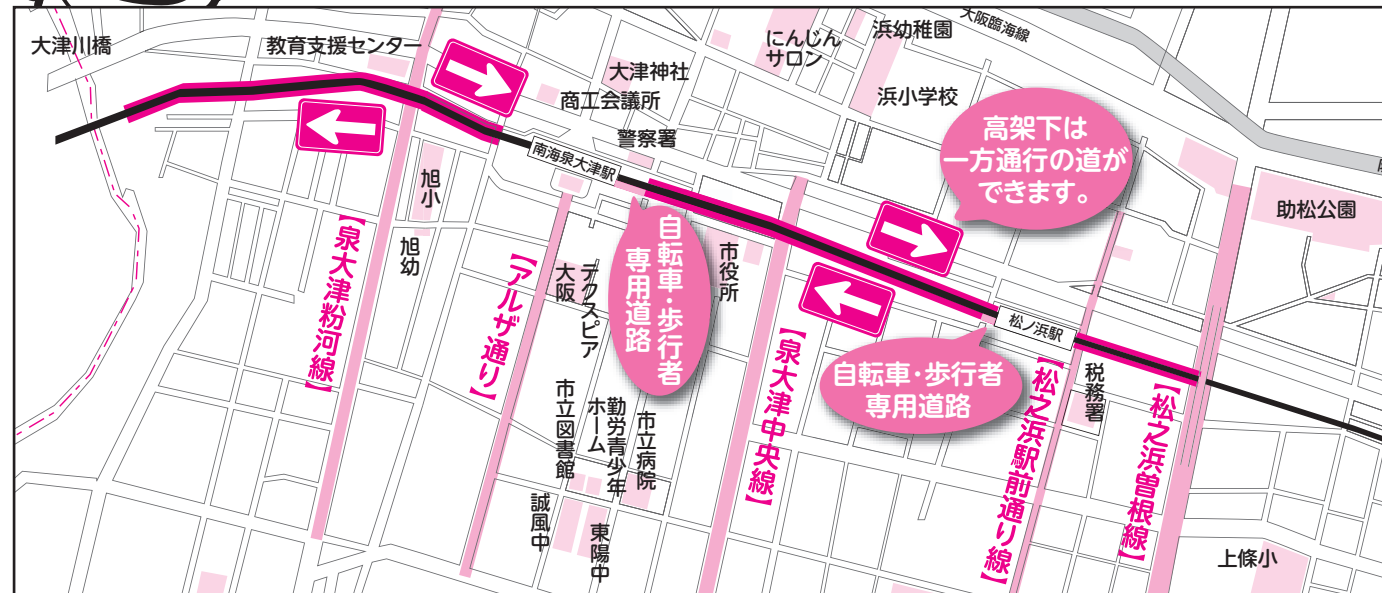 大津川橋
教育支援センター
大津神社
商工会議所
警察署
にんじん
サロン
浜幼稚園
浜小学校
大阪臨海線
高架下は
一方通行の道が
できます。
助松公園
南海泉大津駅
旭小
旭幼
【泉大津粉河線】
【アルザ通り】
テクスピア
大阪
自転車・歩行者
専用道路
市役所
市立図書館
勤労青少年
ホーム
市立病院
誠風中
東陽中
【泉大津中央線】
松ノ浜駅
自転車・歩行者
専用道路
【松之浜駅前通り線】
税務署
【松之浜曽根線】
上條小